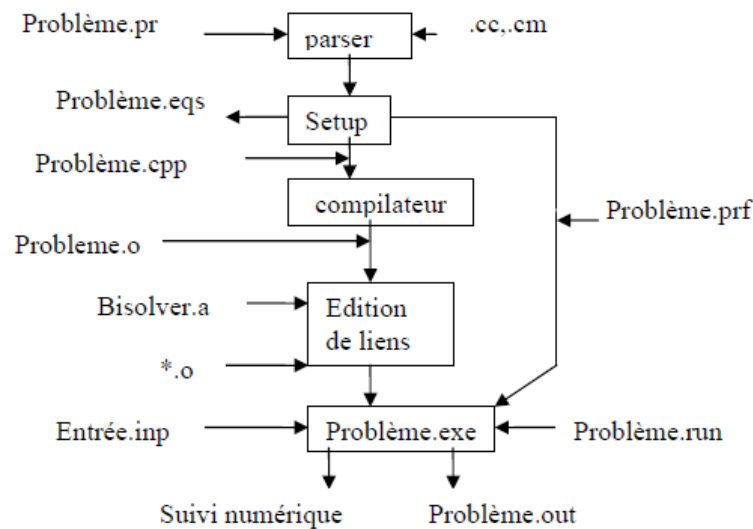 Problème.pr
parser
.cc,.cm
Problème.eqs
Setup
Problème.cpp
compilateur
Problème.prf
Probleme.o
Bisolver.a
Edition
de liens
*.o
Entrée.inp
Problème.exe
Problème.run
Suivi numérique
Problème.out